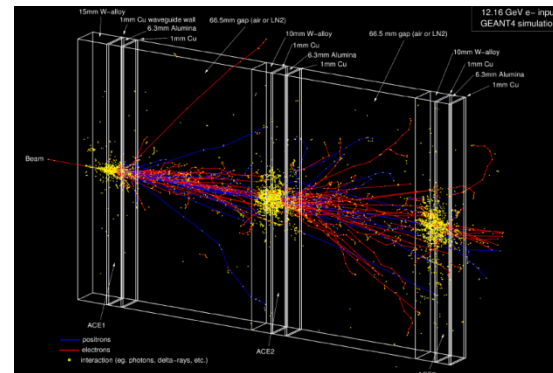 12.16 GeV e- inpu
GEANT4 simulatio
15mm W-alloy
1mm Cu waveguide wall
6.3mm Alumina
1mm Cu
66.5mm gap (air or LN2)
10mm W-alloy
1mm Cu
6.3mm Alumina
1mm Cu
66.5 mm gap (air or LN2)
10mm W-alloy
1mm Cu
6.3mm Alumina
1mm Cu
Beam
ACE1
ACE2
positrons
electrons
interaction (eg. photons, delta-rays, etc.)